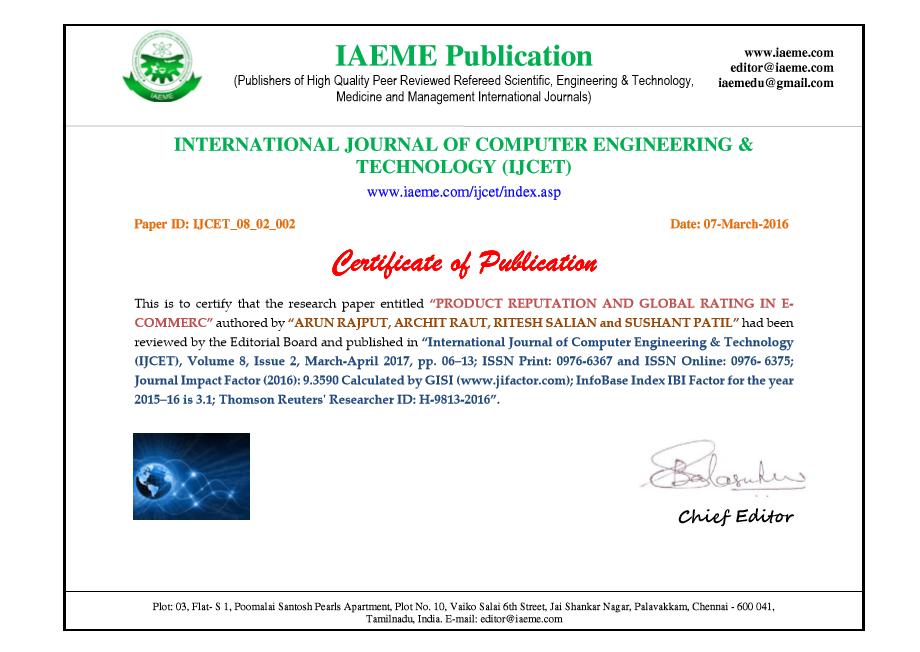 IAEME Publication
(Publishers of High Quality Peer Reviewed Refereed Scientific, Engineering & Technology,
Medicine and Management International Journals)
www.iaeme.com
editor@iaeme.com
iaemedu@gmail.com
IAEME
INTERNATIONAL JOURNAL OF COMPUTER ENGINEERING &
TECHNOLOGY (IJCET)
www.iaeme.com/ijcet/index.asp
Paper ID: IJCET_08_02_002
Date: 07-March-2016
Certificate of Publication
This is to certify that the research paper entitled “PRODUCT REPUTATION AND GLOBAL RATING IN E-
COMMERC” authored by “ARUN RAJPUT, ARCHIT RAUT, RITESH SALIAN and SUSHANT PATIL” had been
reviewed by the Editorial Board and published in “International Journal of Computer Engineering & Technology
(IJCET), Volume 8, Issue 2, March-April 2017, pp. 06–13; ISSN Print: 0976-6367 and ISSN Online: 0976- 6375;
Journal Impact Factor (2016): 9.3590 Calculated by GISI (www.jifactor.com); InfoBase Index IBI Factor for the year
2015–16 is 3.1; Thomson Reuters' Researcher ID: H-9813-2016”.
Chief Editor
Plot: 03, Flat- S 1, Poomalai Santosh Pearls Apartment, Plot No. 10, Vaiko Salai 6th Street, Jai Shankar Nagar, Palavakkam, Chennai - 600 041,
Tamilnadu, India. E-mail: editor@iaeme.com